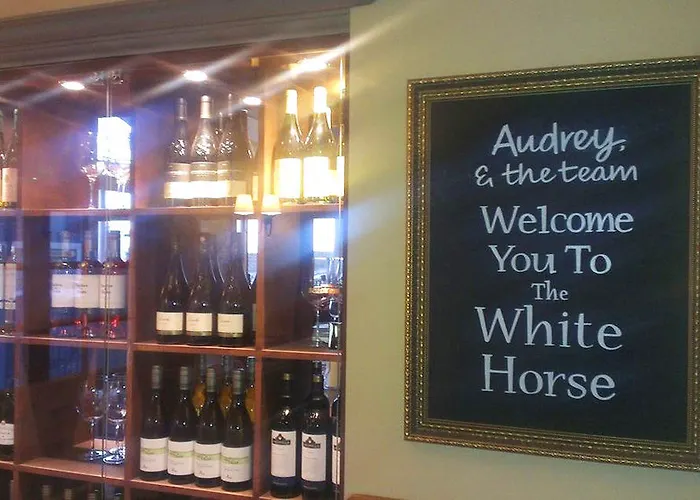 Audrey,
& the team
Welcome
You To
The
White
Horse